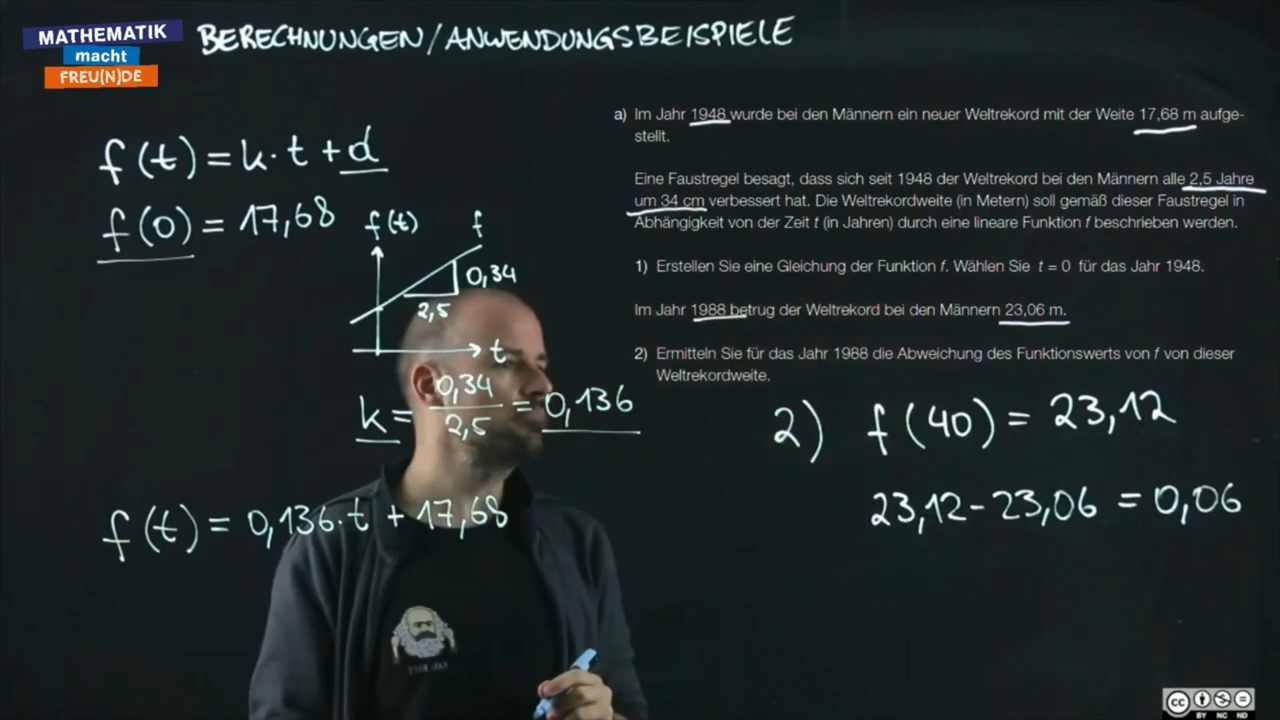 MATHEMATIK
macht
FREU(N)DE
BERECHNUNGEN/ANWENDUNGSBEISPIELE
f(t) = k·t + d
f(0) = 17,68
f(t)
f
0,34
2,5
t
k = 0,34 / 2,5 = 0,136
f(t) = 0,136·t + 17,68
a) Im Jahr 1948 wurde bei den Männern ein neuer Weltrekord mit der Weite 17,68 m aufge-
stellt.
Eine Faustregel besagt, dass sich seit 1948 der Weltrekord bei den Männern alle 2,5 Jahre
um 34 cm verbessert hat. Die Weltrekordweite (in Metern) soll gemäß dieser Faustregel in
Abhängigkeit von der Zeit t (in Jahren) durch eine lineare Funktion f beschrieben werden.
1) Erstellen Sie eine Gleichung der Funktion f. Wählen Sie t = 0 für das Jahr 1948.
Im Jahr 1988 betrug der Weltrekord bei den Männern 23,06 m.
2) Ermitteln Sie für das Jahr 1988 die Abweichung des Funktionswerts von f von dieser
Weltrekordweite.
2) f(40) = 23,12
23,12 - 23,06 = 0,06
cc
BY NC ND